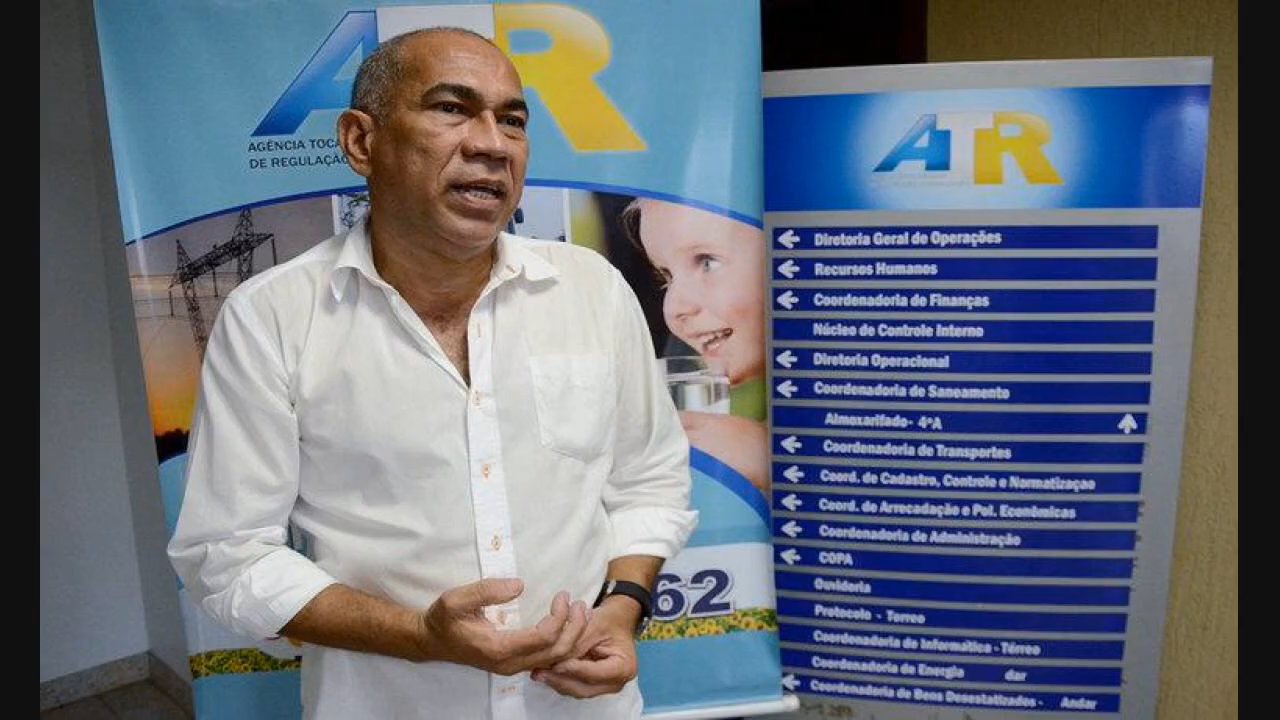 ATR
AGÊNCIA TOCA
DE REGULAÇÃO
62
ATR
Diretoria Geral de Operações
Recursos Humanos
Coordenadoria de Finanças
Núcleo de Controle Interno
Diretoria Operacional
Coordenadoria de Saneamento
Almoxarifado- 4ºA
Coordenadoria de Transportes
Coord. de Cadastro, Controle e Normatizaçao
Coord. de Arrecadação e Pol. Econômicas
Coordenadoria de Administração
COPA
Ouvidoria
Protocolo - Terreo
Coordenadoria de Informática - Térreo
Coordenadoria de Energia dar
Coordenadoria de Bens Desestatizados - Andar